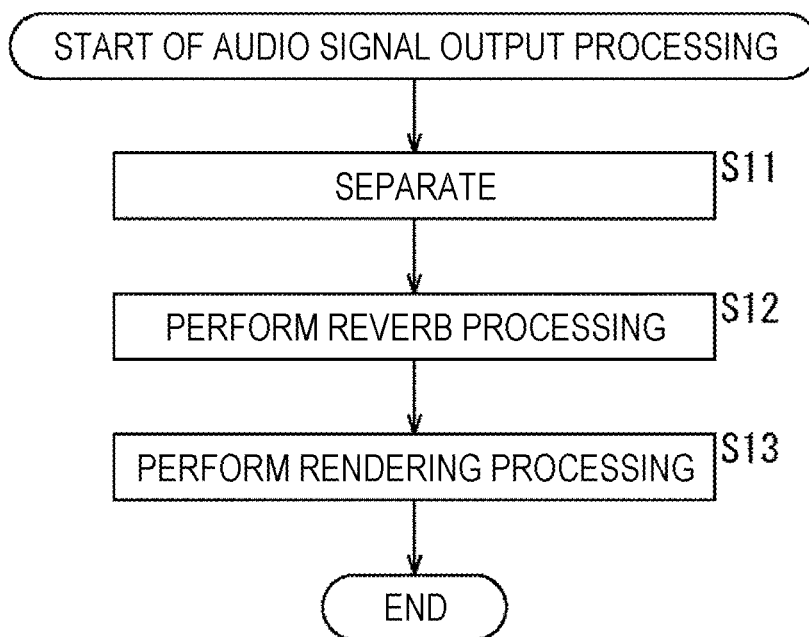 START OF AUDIO SIGNAL OUTPUT PROCESSING
SEPARATE
S11
PERFORM REVERB PROCESSING
S12
PERFORM RENDERING PROCESSING
S13
END